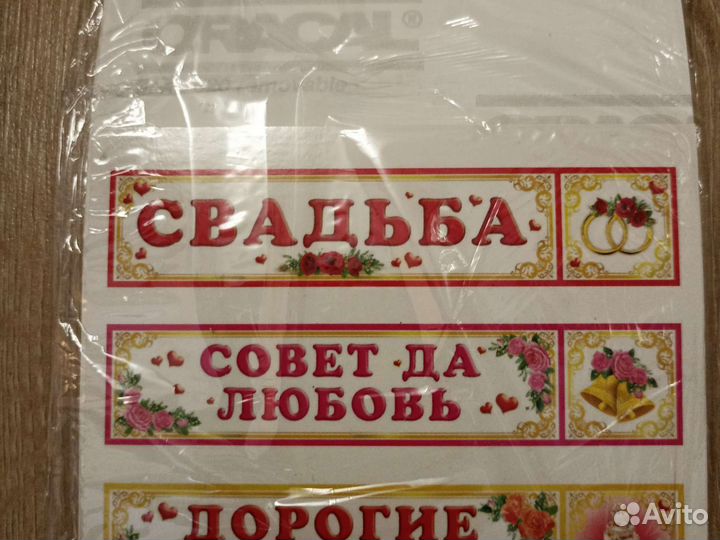 ORACAL®
СВАДЬБА
СОВЕТ ДА
ЛЮБОВЬ
ДОРОГИЕ
Avito